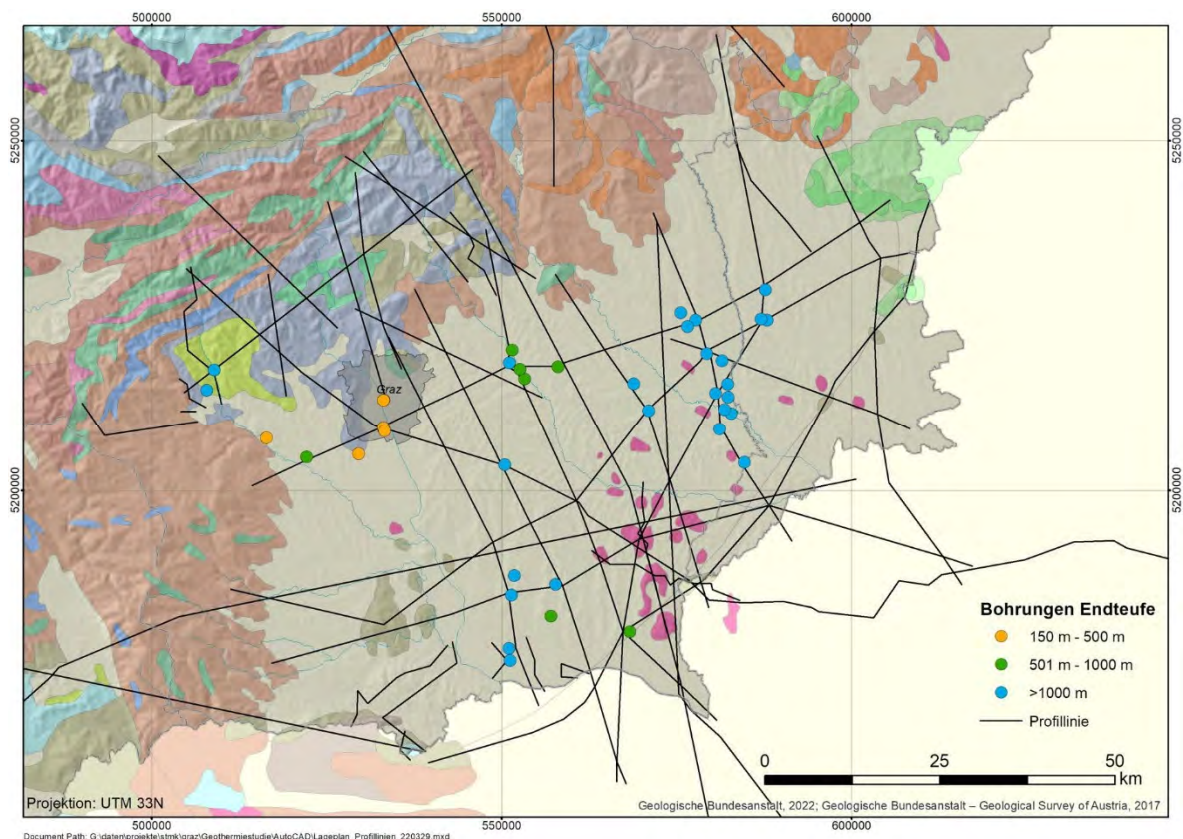 500000 550000 600000
5250000 5250000
Graz
5200000 5200000
Bohrungen Endteufe
150 m - 500 m
501 m - 1000 m
>1000 m
Profillinie
0 25 50
km
Projektion: UTM 33N
Geologische Bundesanstalt, 2022; Geologische Bundesanstalt – Geological Survey of Austria, 2017
500000 550000 600000
Document Path: G:\daten\projekte\stmk\graz\Geothermiestudie\AutoCAD\Lageplan_Profillinien_220329.mxd